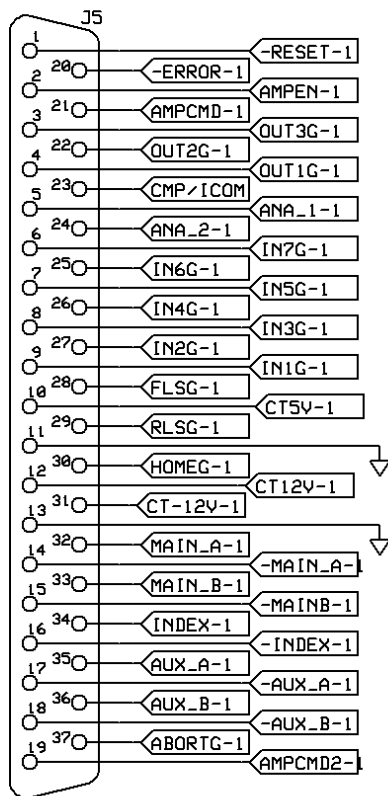 J5
1 -RESET-1
20 -ERROR-1
2 AMPEN-1
21 AMPCMD-1
3 OUT3G-1
22 OUT2G-1
4 OUT1G-1
23 CMP/ICOM
5 ANA_1-1
24 ANA_2-1
6 IN7G-1
25 IN6G-1
7 IN5G-1
26 IN4G-1
8 IN3G-1
27 IN2G-1
9 IN1G-1
28 FLSG-1
10 CT5V-1
29 RLSG-1
11
30 HOMEG-1
12 CT12V-1
31 CT-12V-1
13
32 MAIN_A-1
14 -MAIN_A-1
33 MAIN_B-1
15 -MAINB-1
34 INDEX-1
16 -INDEX-1
35 AUX_A-1
17 -AUX_A-1
36 AUX_B-1
18 -AUX_B-1
37 ABORTG-1
19 AMPCMD2-1